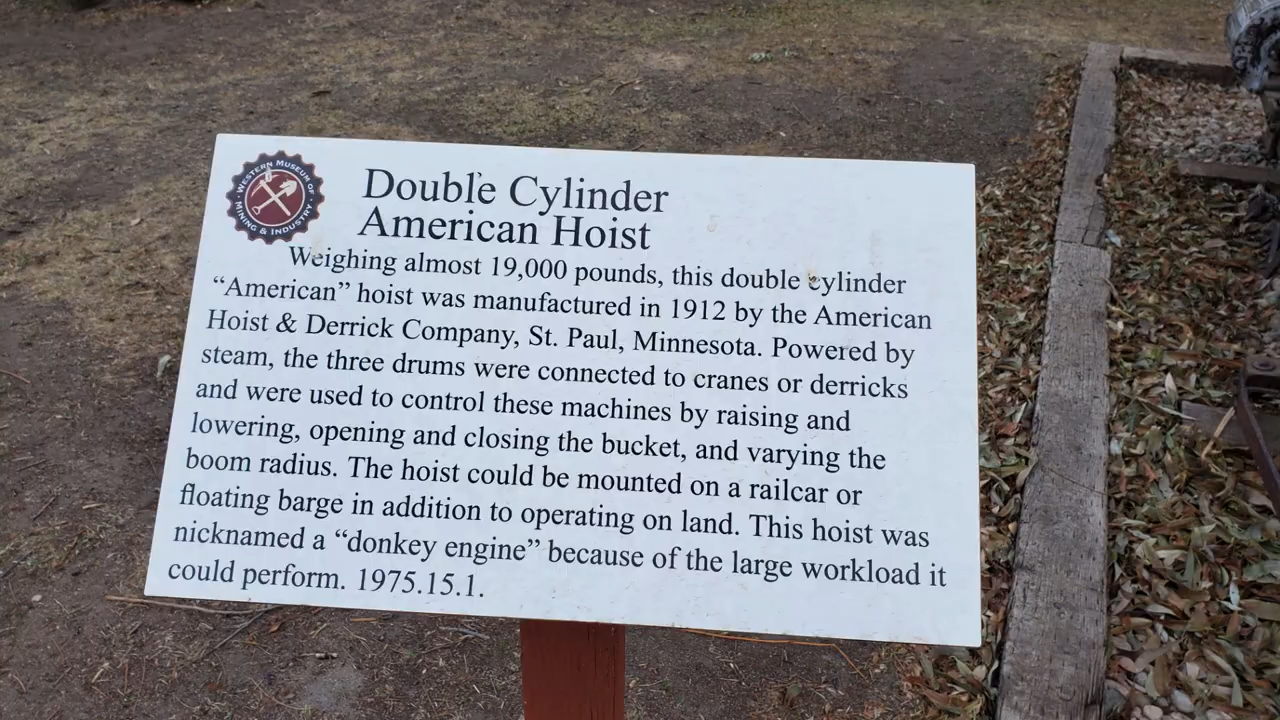 WESTERN MUSEUM OF
MINING & INDUSTRY
Double Cylinder
American Hoist
Weighing almost 19,000 pounds, this double cylinder
“American” hoist was manufactured in 1912 by the American
Hoist & Derrick Company, St. Paul, Minnesota. Powered by
steam, the three drums were connected to cranes or derricks
and were used to control these machines by raising and
lowering, opening and closing the bucket, and varying the
boom radius. The hoist could be mounted on a railcar or
floating barge in addition to operating on land. This hoist was
nicknamed a “donkey engine” because of the large workload it
could perform. 1975.15.1.